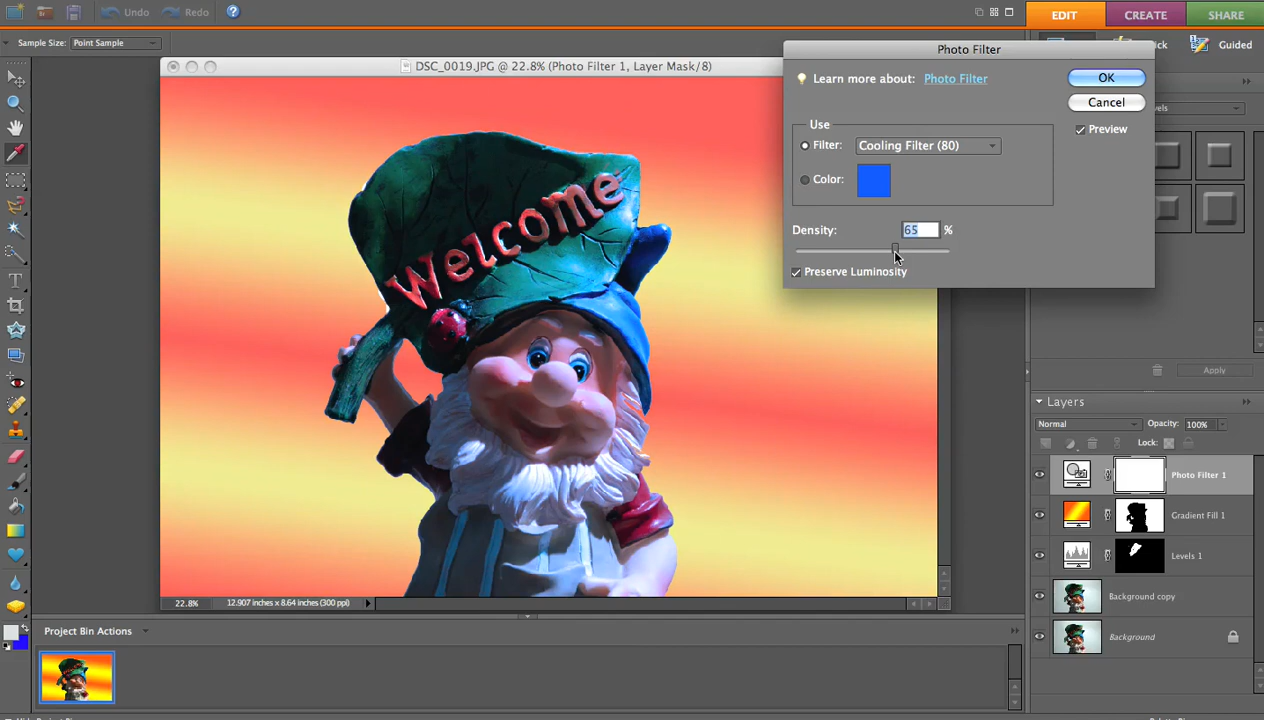 Undo
Redo
?
EDIT
CREATE
SHARE
Sample Size:
Point Sample
Guided
DSC_0019.JPG @ 22.8% (Photo Filter 1, Layer Mask/8)
Welcome
Photo Filter
Learn more about: Photo Filter
OK
Cancel
Preview
Use
Filter:
Cooling Filter (80)
Color:
Density:
65
%
Preserve Luminosity
Apply
Layers
Normal
Opacity: 100%
Lock:
Photo Filter 1
Gradient Fill 1
Levels 1
Background copy
Background
22.8%
12.907 inches x 8.64 inches (300 ppi)
Project Bin Actions